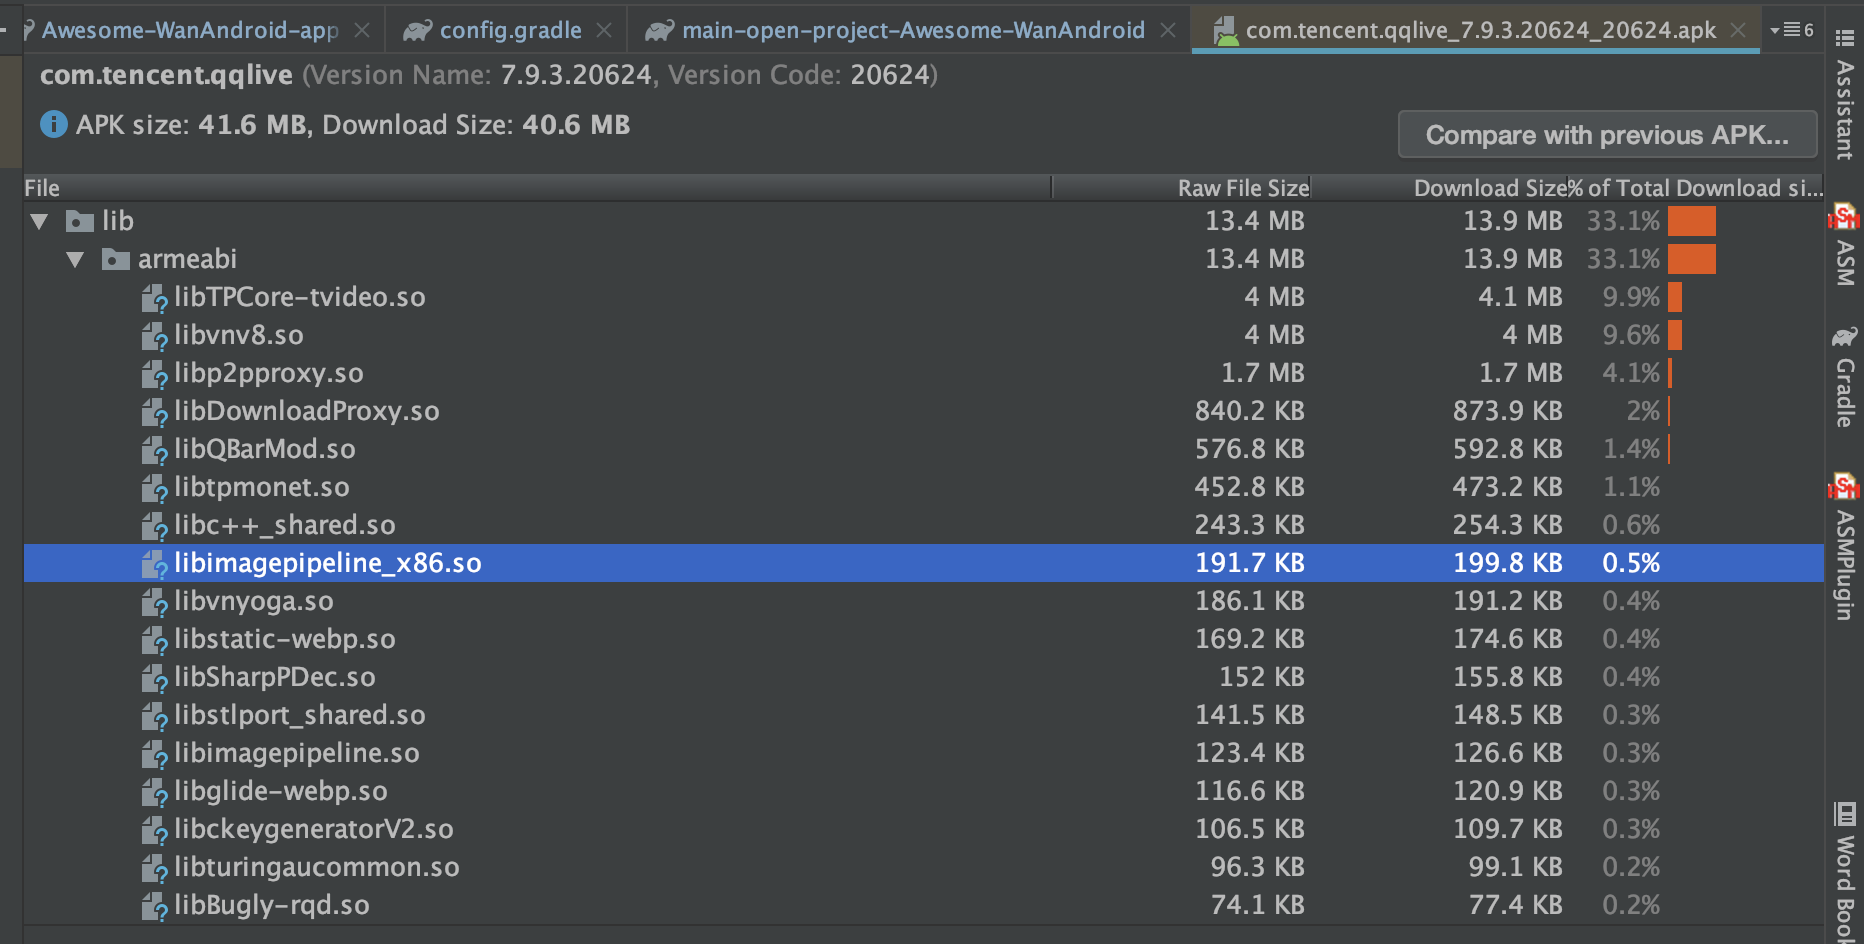 Awesome-WanAndroid-app
config.gradle
main-open-project-Awesome-WanAndroid
com.tencent.qqlive_7.9.3.20624_20624.apk
6
com.tencent.qqlive (Version Name: 7.9.3.20624, Version Code: 20624)
APK size: 41.6 MB, Download Size: 40.6 MB
Compare with previous APK...
File Raw File Size Download Size % of Total Download si...
lib 13.4 MB 13.9 MB 33.1%
armeabi 13.4 MB 13.9 MB 33.1%
libTPCore-tvideo.so 4 MB 4.1 MB 9.9%
libvnv8.so 4 MB 4 MB 9.6%
libp2pproxy.so 1.7 MB 1.7 MB 4.1%
libDownloadProxy.so 840.2 KB 873.9 KB 2%
libQBarMod.so 576.8 KB 592.8 KB 1.4%
libtpmonet.so 452.8 KB 473.2 KB 1.1%
libc++_shared.so 243.3 KB 254.3 KB 0.6%
libimagepipeline_x86.so 191.7 KB 199.8 KB 0.5%
libvnyoga.so 186.1 KB 191.2 KB 0.4%
libstatic-webp.so 169.2 KB 174.6 KB 0.4%
libSharpPDec.so 152 KB 155.8 KB 0.4%
libstlport_shared.so 141.5 KB 148.5 KB 0.3%
libimagepipeline.so 123.4 KB 126.6 KB 0.3%
libglide-webp.so 116.6 KB 120.9 KB 0.3%
libckeygeneratorV2.so 106.5 KB 109.7 KB 0.3%
libturingaucommon.so 96.3 KB 99.1 KB 0.2%
libBugly-rqd.so 74.1 KB 77.4 KB 0.2%
Assistant
ASM
Gradle
ASMPlugin
Word Book